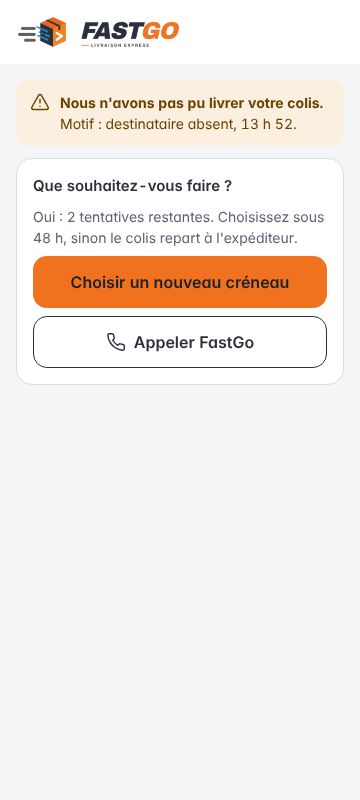 FASTGO
LIVRAISON EXPRESS
Nous n'avons pas pu livrer votre colis.
Motif : destinataire absent, 13 h 52.
Que souhaitez-vous faire ?
Oui : 2 tentatives restantes. Choisissez sous
48 h, sinon le colis repart à l'expéditeur.
Choisir un nouveau créneau
Appeler FastGo